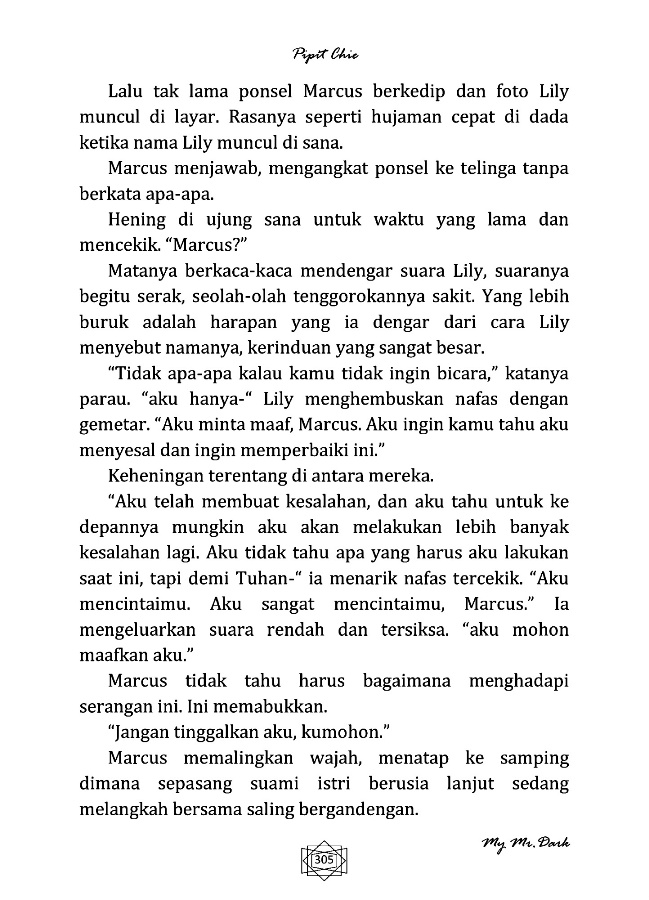 Pipit Chie
Lalu tak lama ponsel Marcus berkedip dan foto Lily
muncul di layar. Rasanya seperti hujaman cepat di dada
ketika nama Lily muncul di sana.
Marcus menjawab, mengangkat ponsel ke telinga tanpa
berkata apa-apa.
Hening di ujung sana untuk waktu yang lama dan
mencekik. “Marcus?”
Matanya berkaca-kaca mendengar suara Lily, suaranya
begitu serak, seolah-olah tenggorokannya sakit. Yang lebih
buruk adalah harapan yang ia dengar dari cara Lily
menyebut namanya, kerinduan yang sangat besar.
“Tidak apa-apa kalau kamu tidak ingin bicara,” katanya
parau. “aku hanya-“ Lily menghembuskan nafas dengan
gemetar. “Aku minta maaf, Marcus. Aku ingin kamu tahu aku
menyesal dan ingin memperbaiki ini.”
Keheningan terentang di antara mereka.
“Aku telah membuat kesalahan, dan aku tahu untuk ke
depannya mungkin aku akan melakukan lebih banyak
kesalahan lagi. Aku tidak tahu apa yang harus aku lakukan
saat ini, tapi demi Tuhan-“ ia menarik nafas tercekik. “Aku
mencintaimu. Aku sangat mencintaimu, Marcus.” Ia
mengeluarkan suara rendah dan tersiksa. “aku mohon
maafkan aku.”
Marcus tidak tahu harus bagaimana menghadapi
serangan ini. Ini memabukkan.
“Jangan tinggalkan aku, kumohon.”
Marcus memalingkan wajah, menatap ke samping
dimana sepasang suami istri berusia lanjut sedang
melangkah bersama saling bergandengan.
My Mr. Dark
305